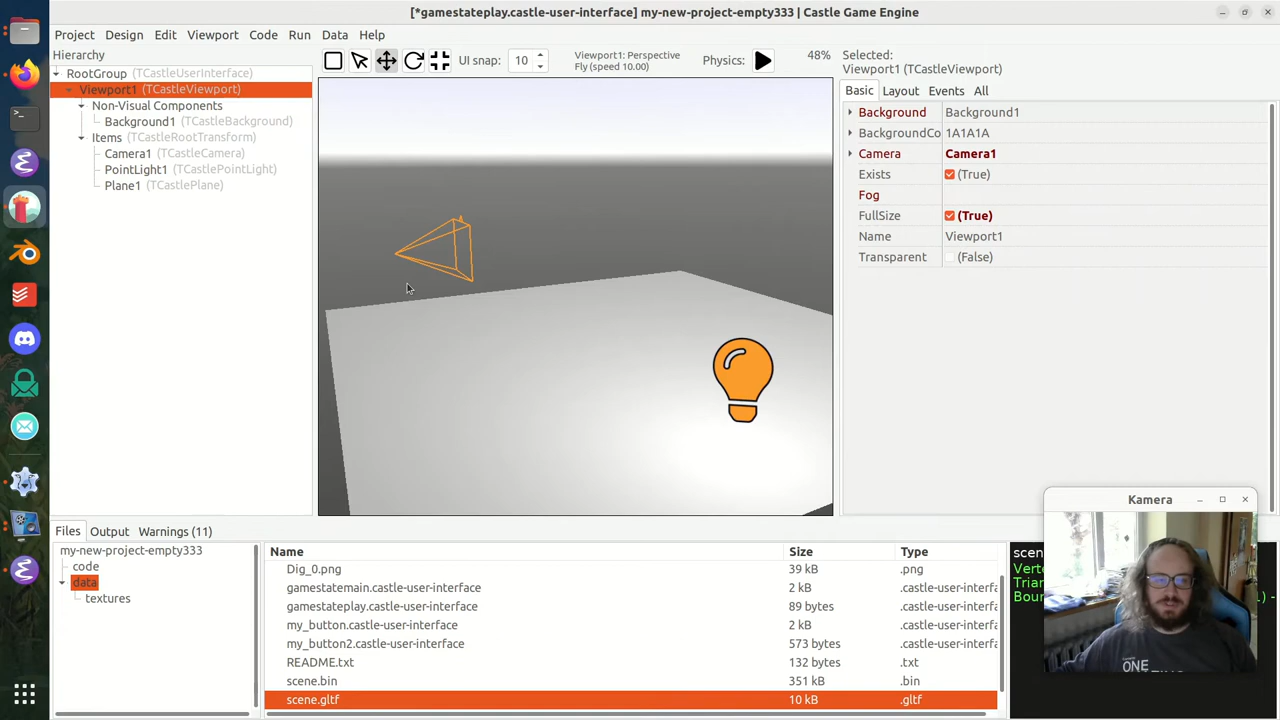 [*gamestateplay.castle-user-interface] my-new-project-empty333 | Castle Game Engine
Project Design Edit Viewport Code Run Data Help
Hierarchy
RootGroup (TCastleUserInterface)
Viewport1 (TCastleViewport)
Non-Visual Components
Background1 (TCastleBackground)
Items (TCastleRootTransform)
Camera1 (TCastleCamera)
PointLight1 (TCastlePointLight)
Plane1 (TCastlePlane)
UI snap: 10
Viewport1: Perspective
Fly (speed 10.00)
Physics:
48%
Selected:
Viewport1 (TCastleViewport)
Basic Layout Events All
Background Background1
BackgroundCo 1A1A1A
Camera Camera1
Exists (True)
Fog
FullSize (True)
Name Viewport1
Transparent (False)
Files Output Warnings (11)
my-new-project-empty333
code
data
textures
Name Size Type
Dig_0.png 39 kB .png
gamestatemain.castle-user-interface 2 kB .castle-user-interfa
gamestateplay.castle-user-interface 89 bytes .castle-user-interfa
my_button.castle-user-interface 2 kB .castle-user-interfa
my_button2.castle-user-interface 573 bytes .castle-user-interfa
README.txt 132 bytes .txt
scene.bin 351 kB .bin
scene.gltf 10 kB .gltf
scen
Verte
Trian
Boun
Kamera
ONE